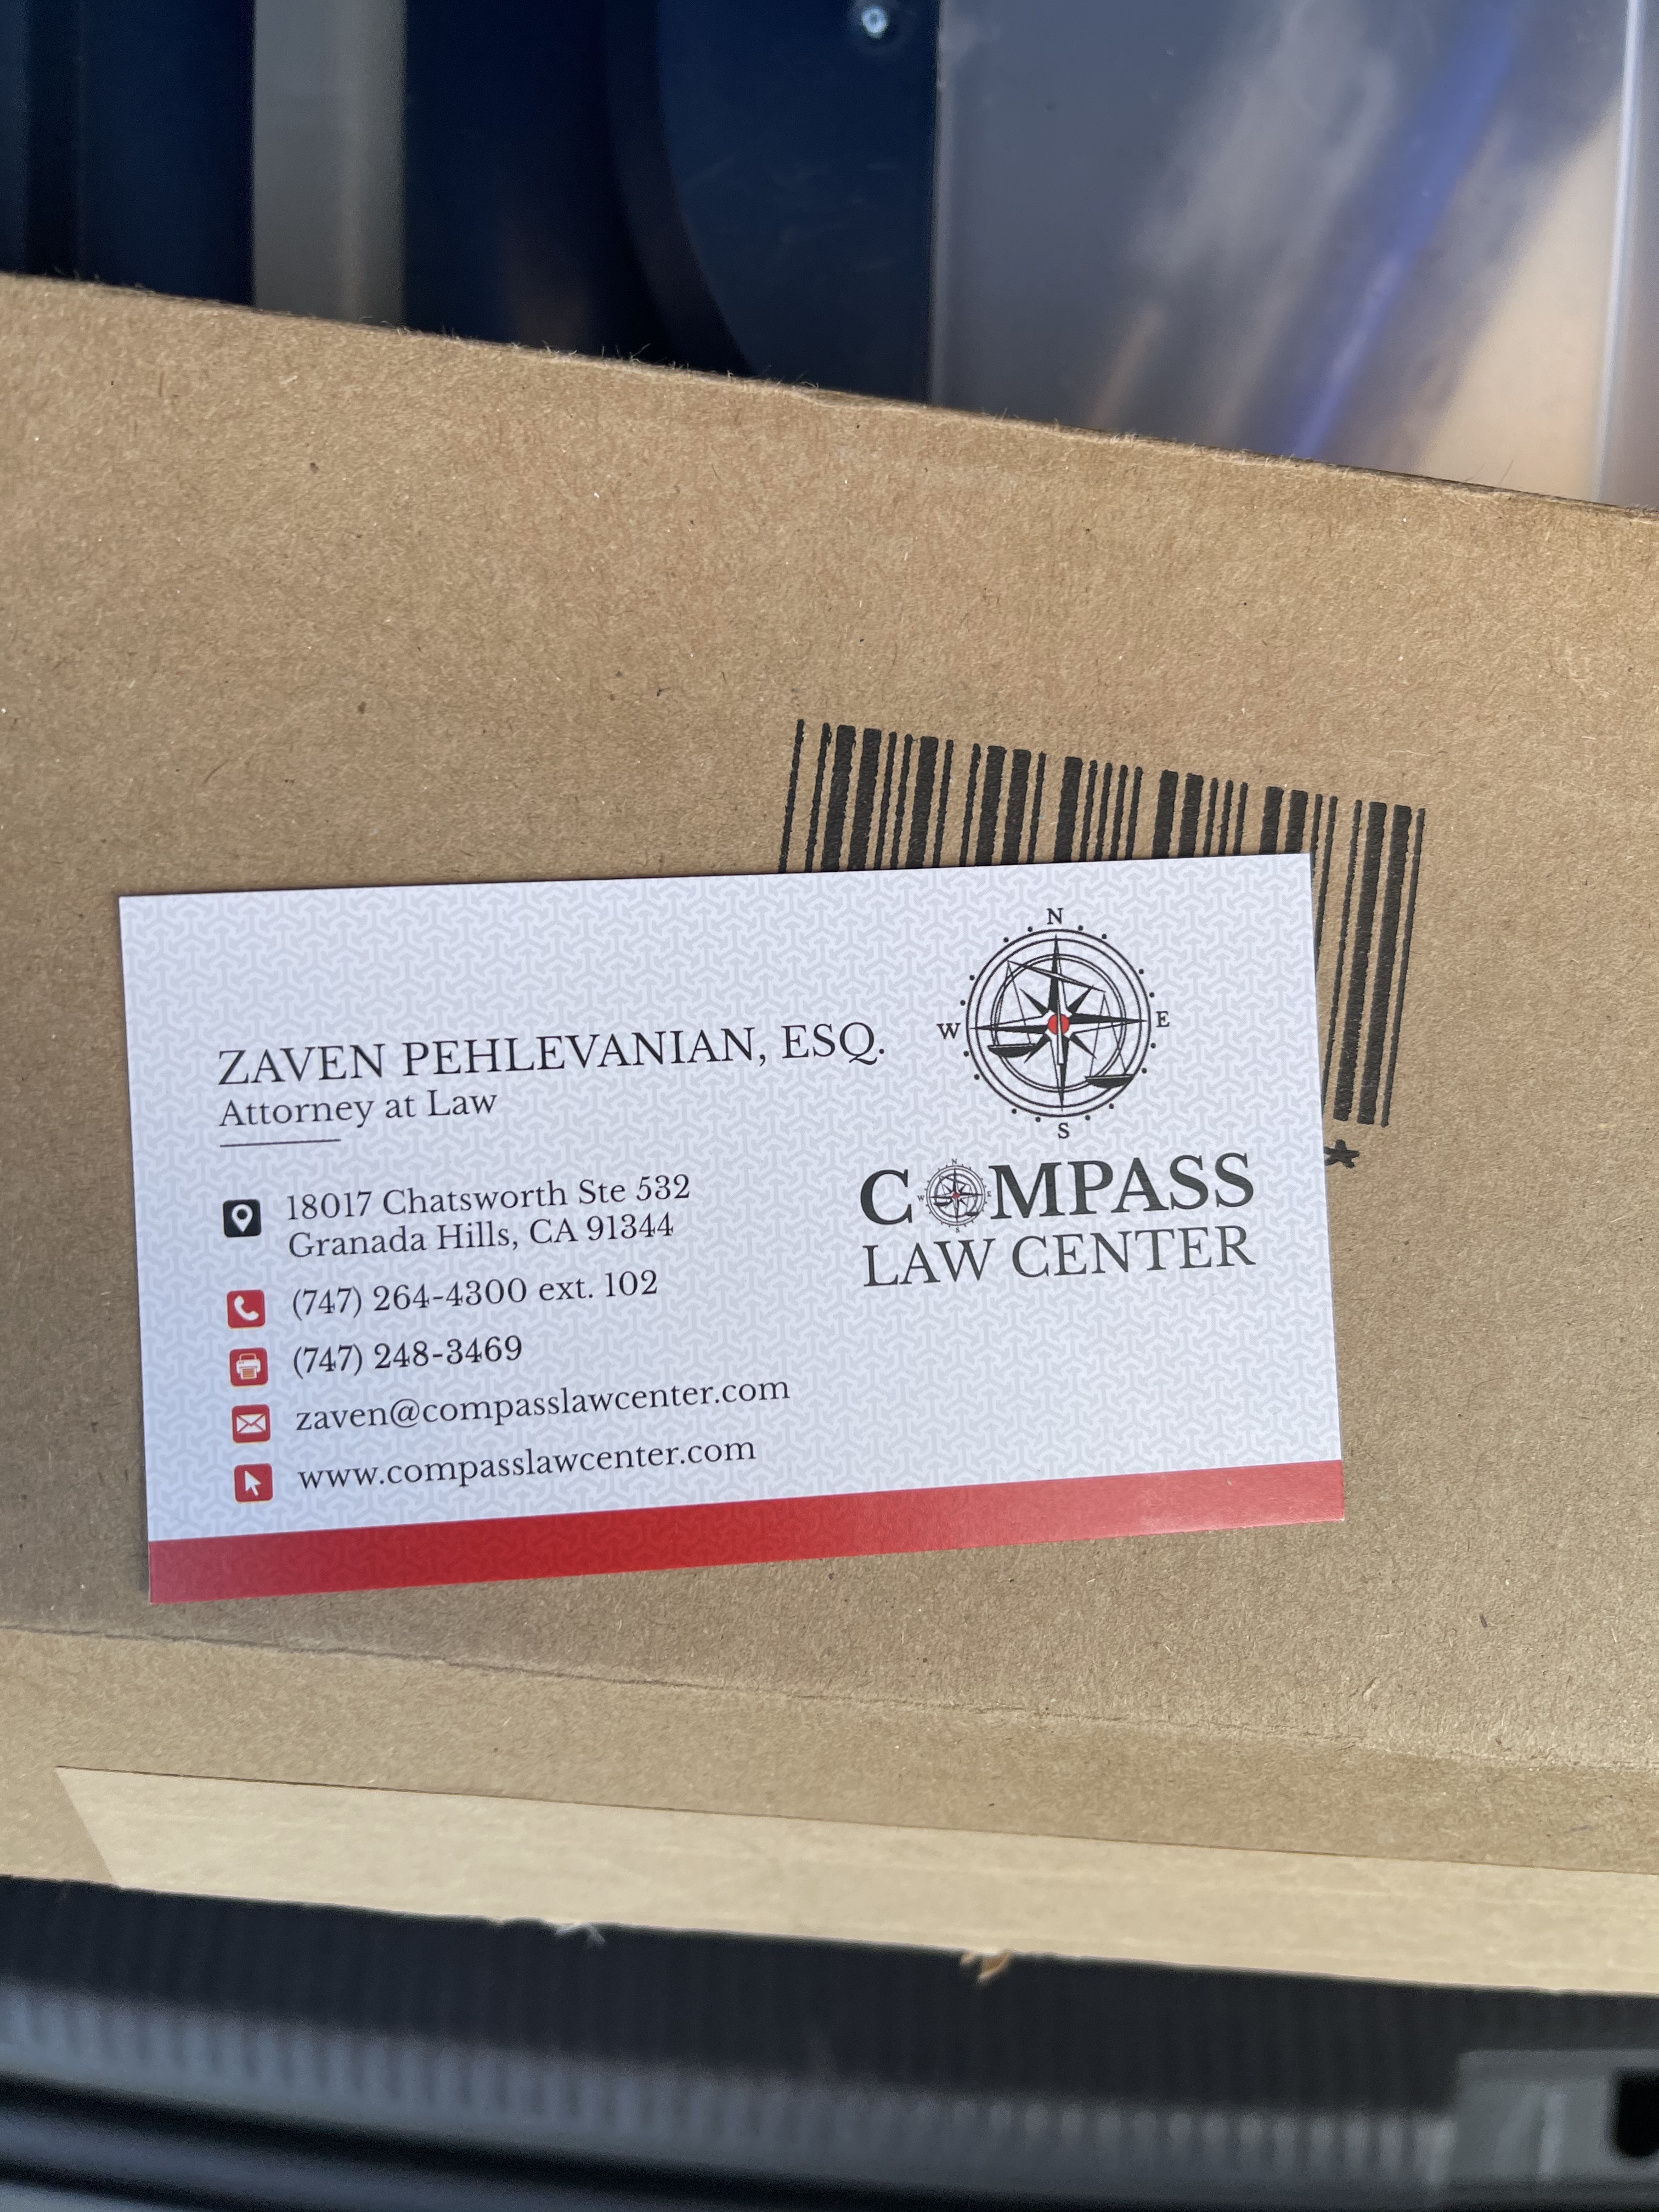 ZAVEN PEHLEVANIAN, ESQ.
Attorney at Law
18017 Chatsworth Ste 532
Granada Hills, CA 91344
(747) 264-4300 ext. 102
(747) 248-3469
zaven@compasslawcenter.com
www.compasslawcenter.com
N
W E
S
COMPASS
LAW CENTER
*